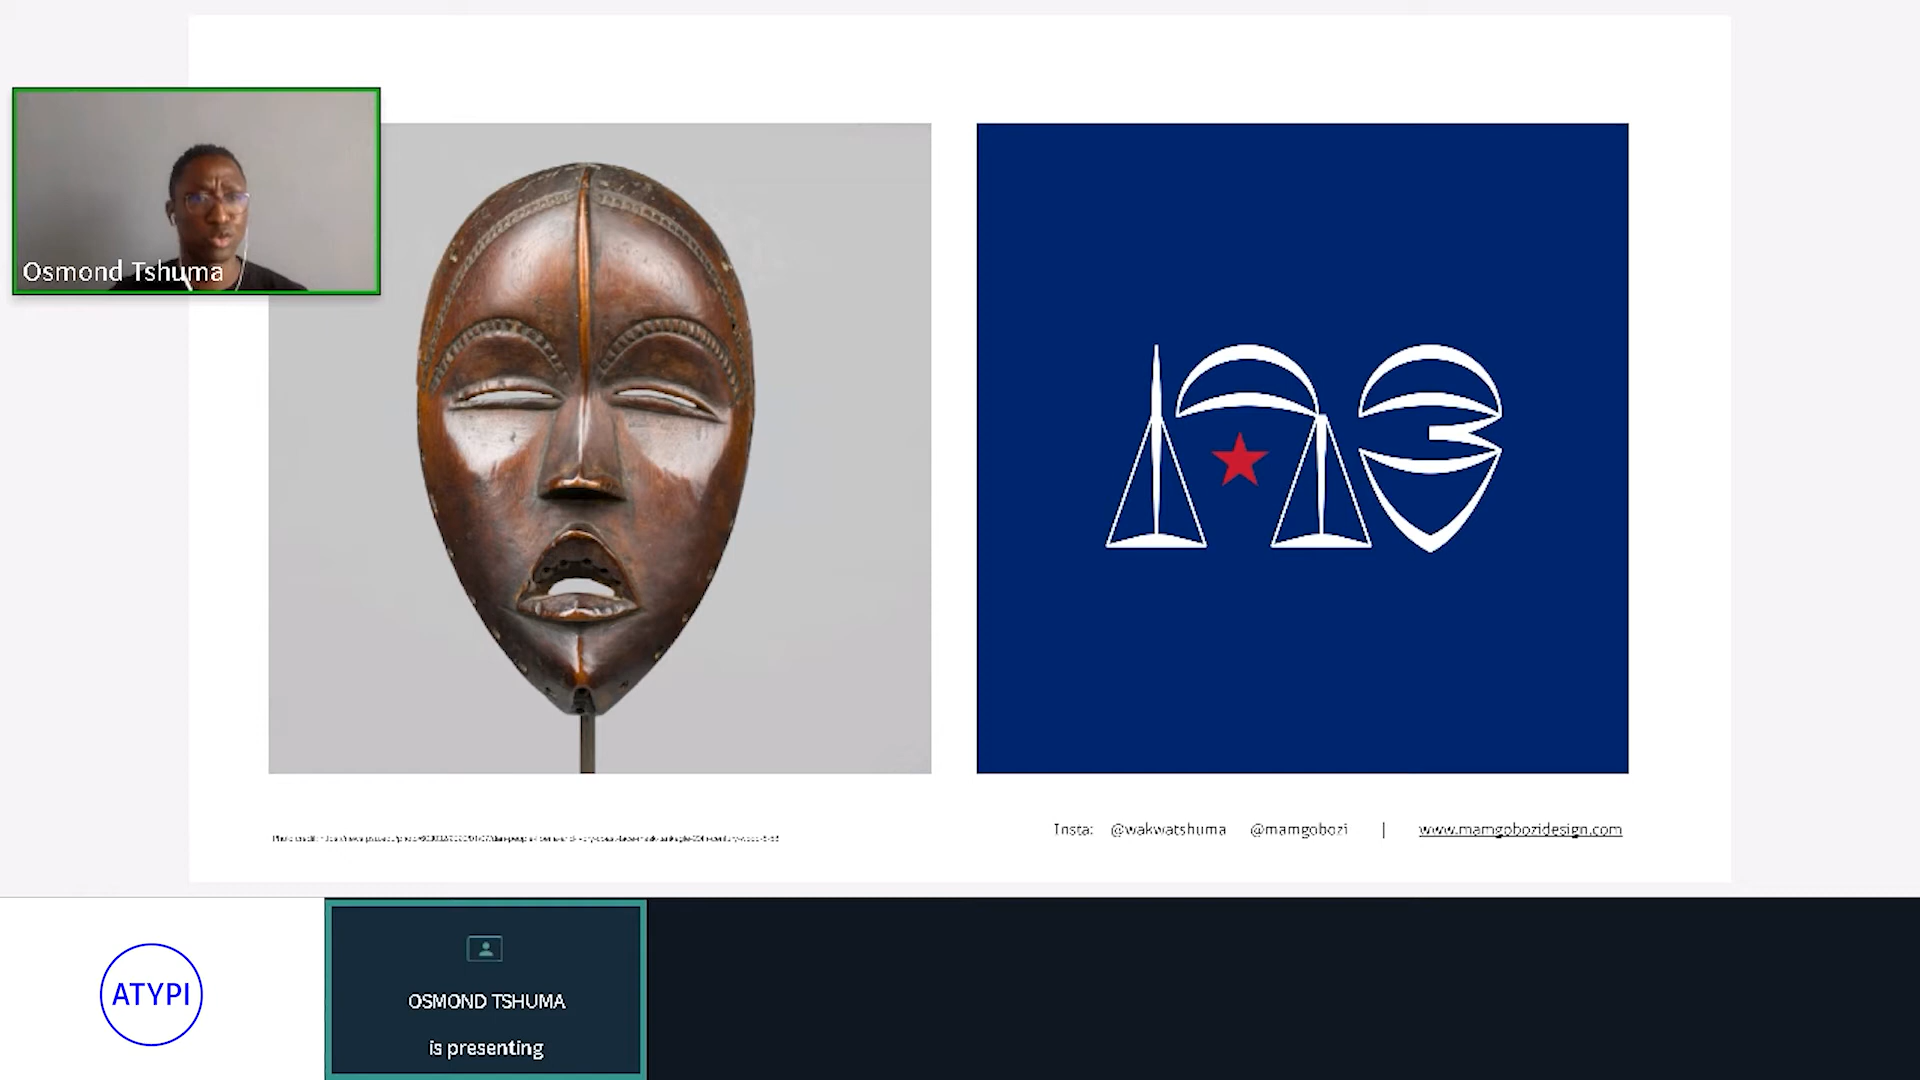 Osmond Tshuma
Insta: @wakwatshuma @mamgobozi | www.mamgobozidesign.com
ATYPI
OSMOND TSHUMA
is presenting